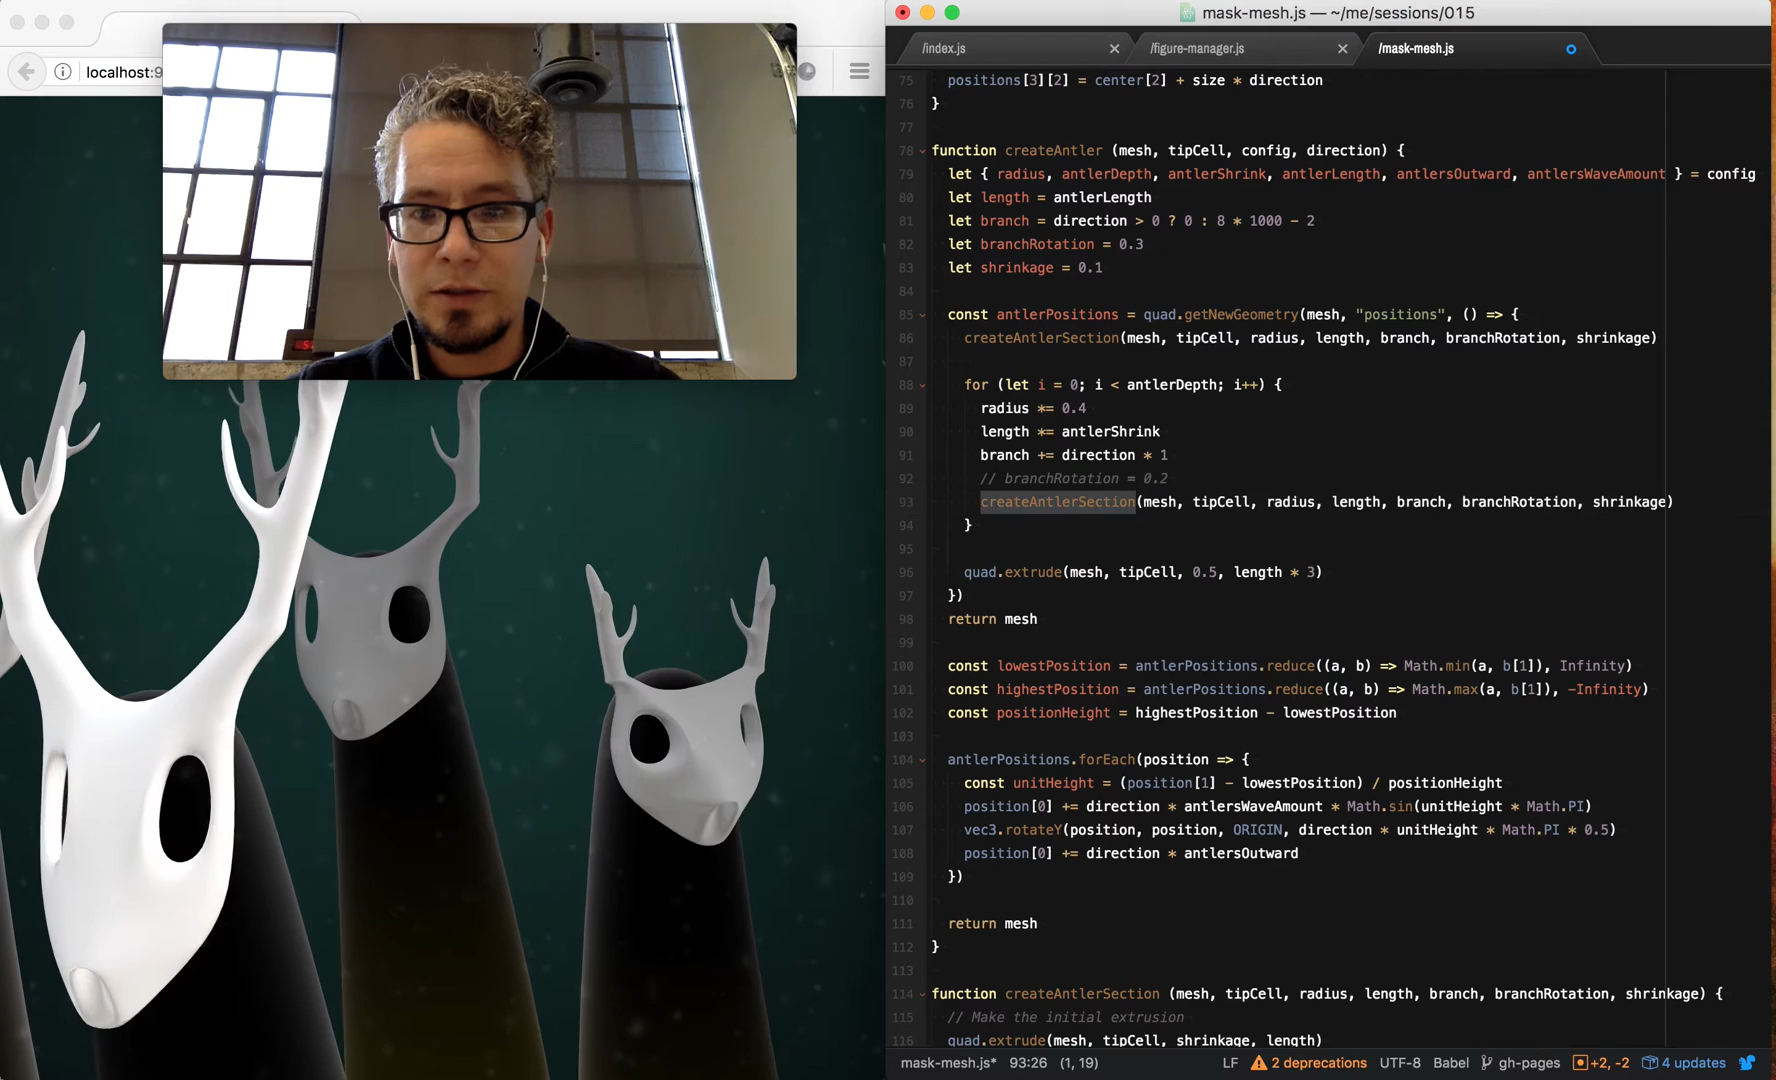 localhost:9
mask-mesh.js — ~/me/sessions/015
/index.js
/figure-manager.js
/mask-mesh.js
75 positions[3][2] = center[2] + size * direction
76 }
77
78 function createAntler (mesh, tipCell, config, direction) {
79 let { radius, antlerDepth, antlerShrink, antlerLength, antlersOutward, antlersWaveAmount } = config
80 let length = antlerLength
81 let branch = direction > 0 ? 0 : 8 * 1000 - 2
82 let branchRotation = 0.3
83 let shrinkage = 0.1
84
85 const antlerPositions = quad.getNewGeometry(mesh, "positions", () => {
86 createAntlerSection(mesh, tipCell, radius, length, branch, branchRotation, shrinkage)
87
88 for (let i = 0; i < antlerDepth; i++) {
89 radius *= 0.4
90 length *= antlerShrink
91 branch += direction * 1
92 // branchRotation = 0.2
93 createAntlerSection(mesh, tipCell, radius, length, branch, branchRotation, shrinkage)
94 }
95
96 quad.extrude(mesh, tipCell, 0.5, length * 3)
97 })
98 return mesh
99
100 const lowestPosition = antlerPositions.reduce((a, b) => Math.min(a, b[1]), Infinity)
101 const highestPosition = antlerPositions.reduce((a, b) => Math.max(a, b[1]), -Infinity)
102 const positionHeight = highestPosition - lowestPosition
103
104 antlerPositions.forEach(position => {
105 const unitHeight = (position[1] - lowestPosition) / positionHeight
106 position[0] += direction * antlersWaveAmount * Math.sin(unitHeight * Math.PI)
107 vec3.rotateY(position, position, ORIGIN, direction * unitHeight * Math.PI * 0.5)
108 position[0] += direction * antlersOutward
109 })
110
111 return mesh
112 }
113
114 function createAntlerSection (mesh, tipCell, radius, length, branch, branchRotation, shrinkage) {
115 // Make the initial extrusion
116 quad.extrude(mesh, tipCell, shrinkage, length)
mask-mesh.js* 93:26 (1, 19) LF 2 deprecations UTF-8 Babel gh-pages +2, -2 4 updates